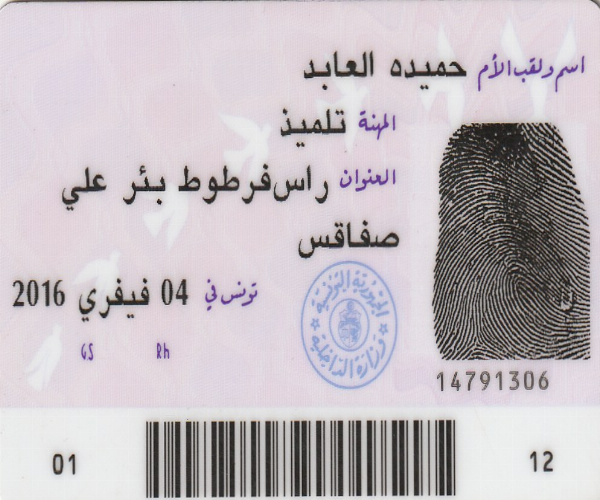 اسم ولقب الأم حميده العابد
المهنة تلميذ
العنوان راس فرطوط بئر علي
صفاقس
تونس في 04 فيفري 2016
GS Rh
الجمهورية التونسية
وزارة الداخلية
14791306
01 12